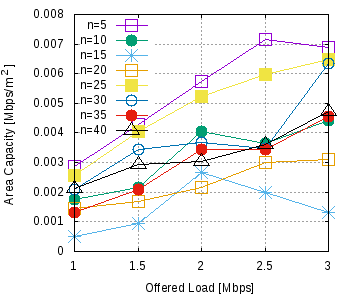 0.008
0.007
0.006
0.005
0.004
0.003
0.002
0.001
0
Area Capacity [Mbps/m²]
n=5
n=10
n=15
n=20
n=25
n=30
n=35
n=40
1 1.5 2 2.5 3
Offered Load [Mbps]